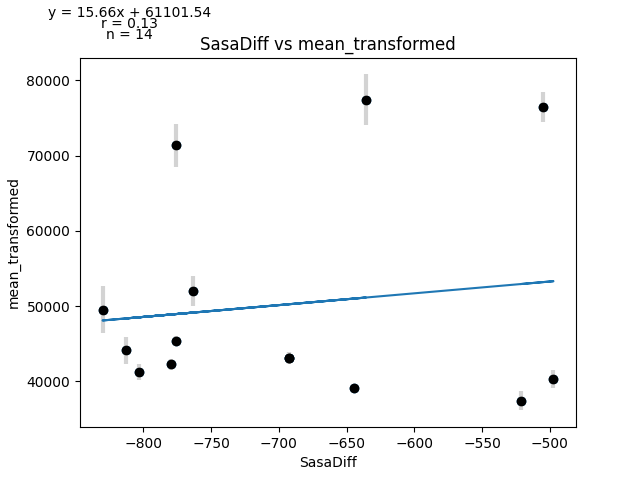 y = 15.66x + 61101.54
r = 0.13
n = 14
SasaDiff vs mean_transformed
80000
70000
60000
50000
40000
mean_transformed
−800
−750
−700
−650
−600
−550
−500
SasaDiff